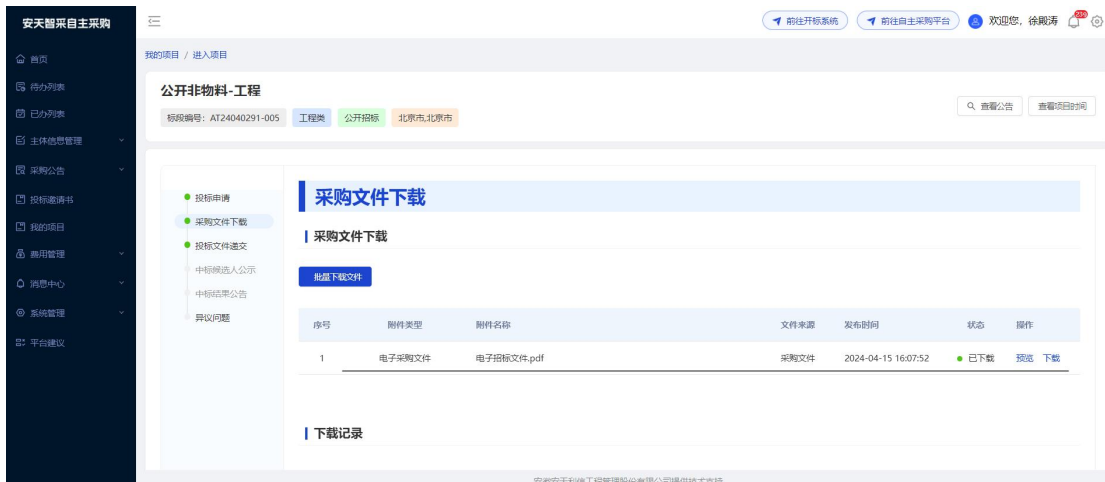 安天智采自主采购
前往开标系统
前往自主采购平台
欢迎您，徐殿涛
236
首页
待办列表
已办列表
主体信息管理
采购公告
投标邀请书
我的项目
费用管理
消息中心
系统管理
平台建议
我的项目 / 进入项目
公开非物料-工程
标段编号：AT24040291-005 工程类 公开招标 北京市,北京市
查看公告
查看项目时间
投标申请
采购文件下载
投标文件递交
中标候选人公示
中标结果公告
异议问题
采购文件下载
采购文件下载
批量下载文件
序号 附件类型 附件名称 文件来源 发布时间 状态 操作
1 电子采购文件 电子招标文件.pdf 采购文件 2024-04-15 16:07:52 已下载 预览 下载
下载记录